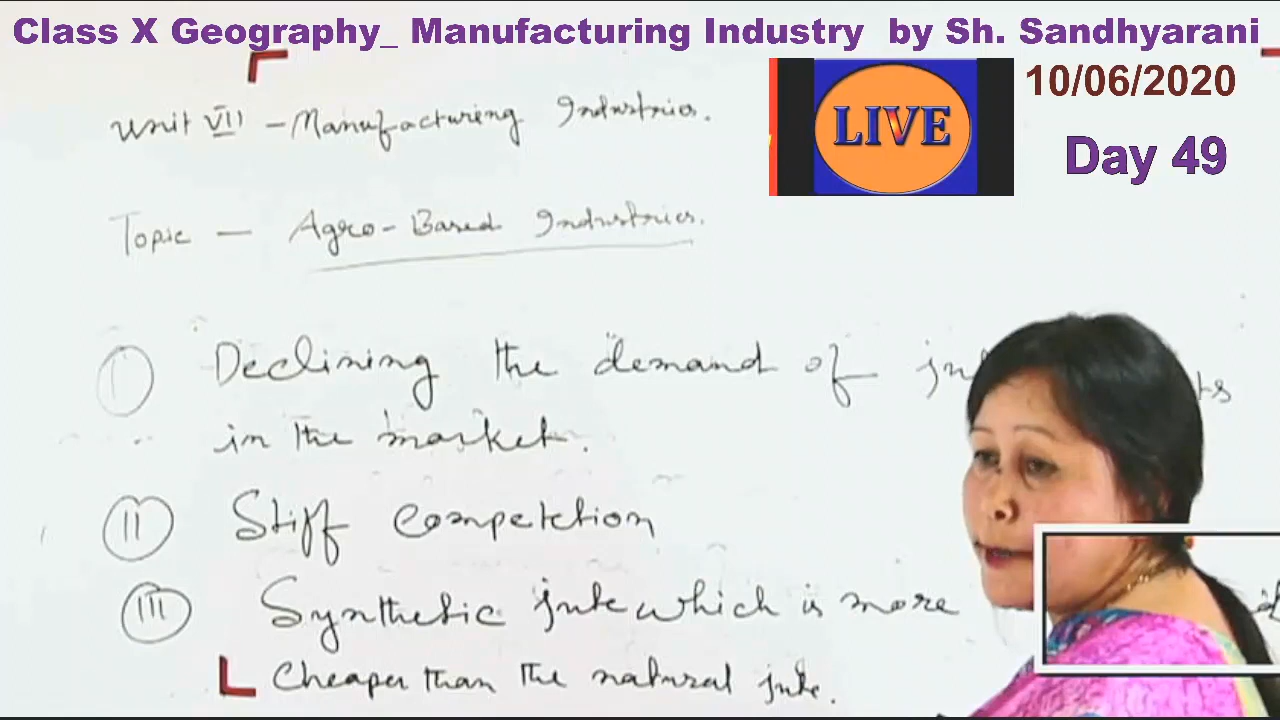 Class X Geography_ Manufacturing Industry by Sh. Sandhyarani
10/06/2020
LIVE
Day 49
Unit VII - Manufacturing Industries.
Topic - Agro-Based Industries.
I Declining the demand of
in the market.
II Stiff competetion
III Synthetic jute which is more
Cheaper than the natural jute.